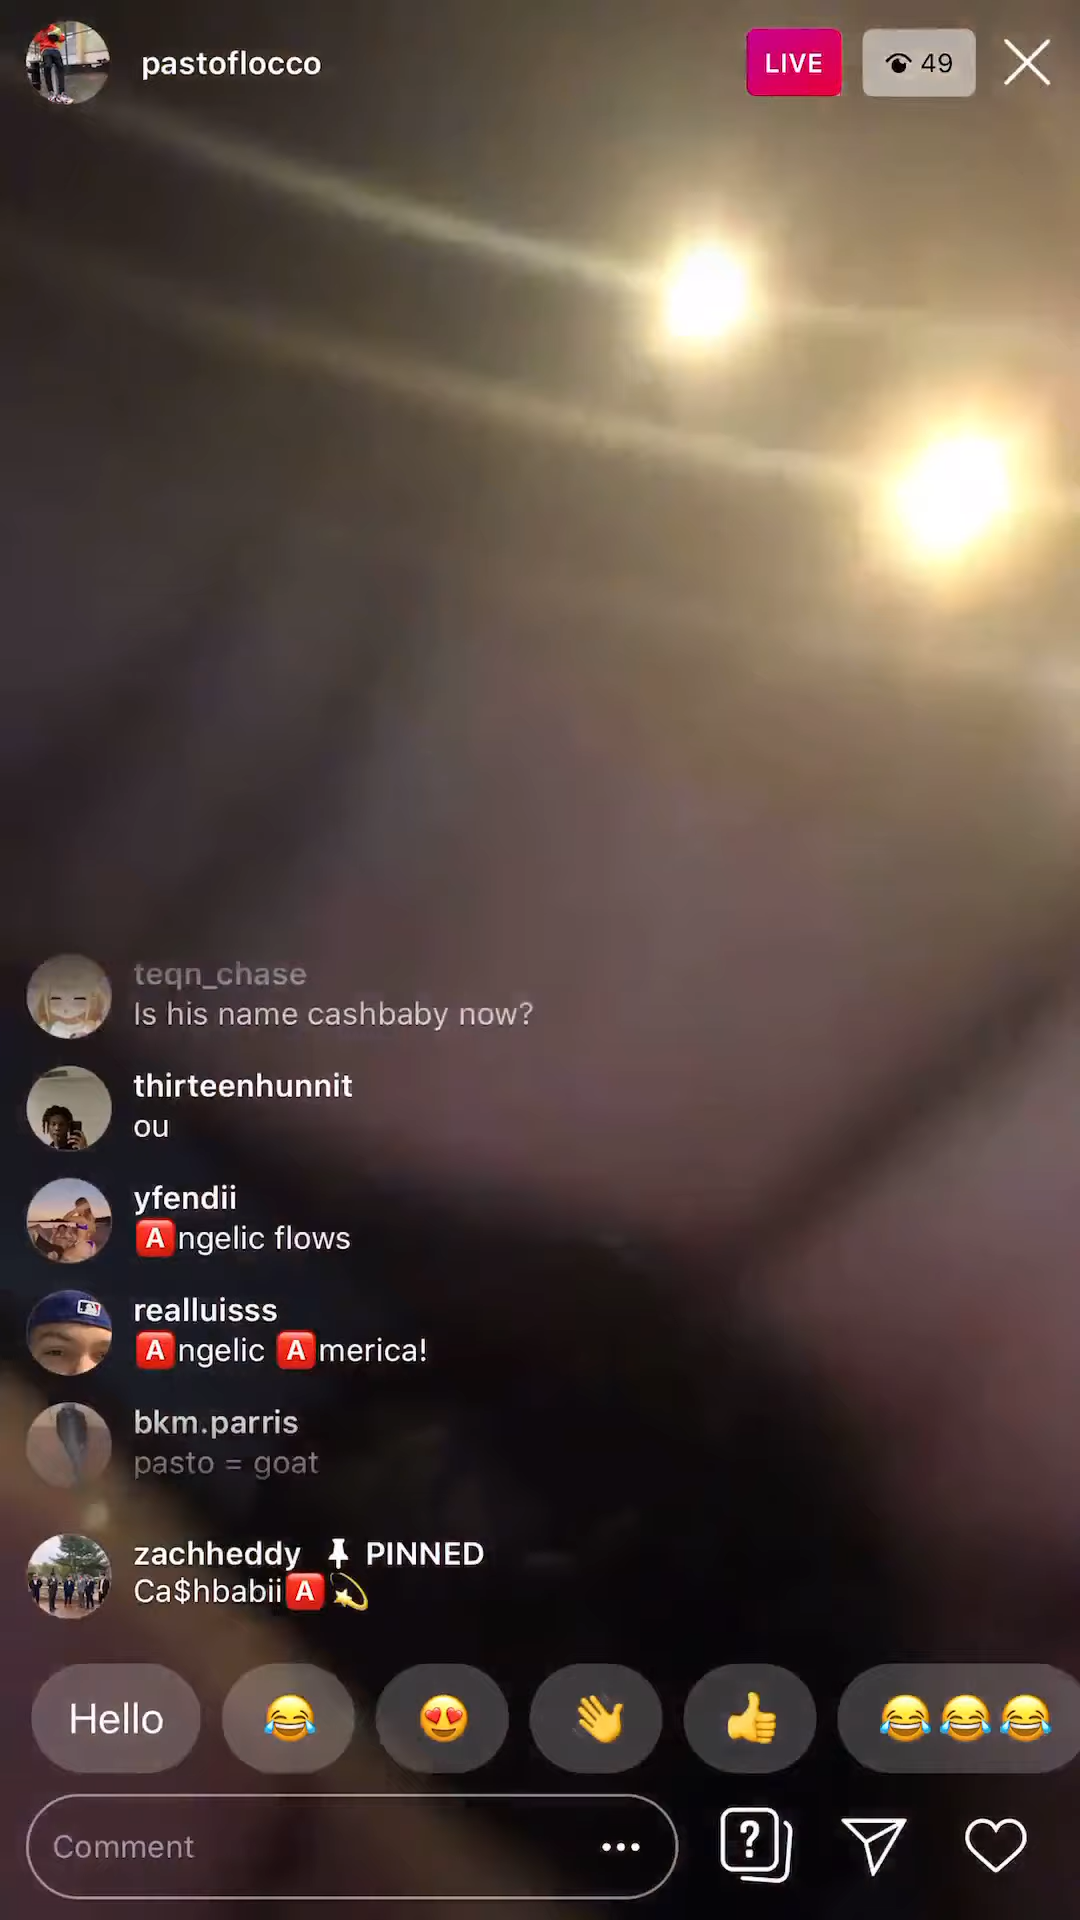 pastoflocco
LIVE
49
teqn_chase
Is his name cashbaby now?
thirteenhunnit
ou
yfendii
🅰️ngelic flows
realluisss
🅰️ngelic 🅰️merica!
bkm.parris
pasto = goat
zachheddy 📌 PINNED
Ca$hbabii🅰️💫
Hello 😂 😍 👋 👍 😂😂😂
Comment